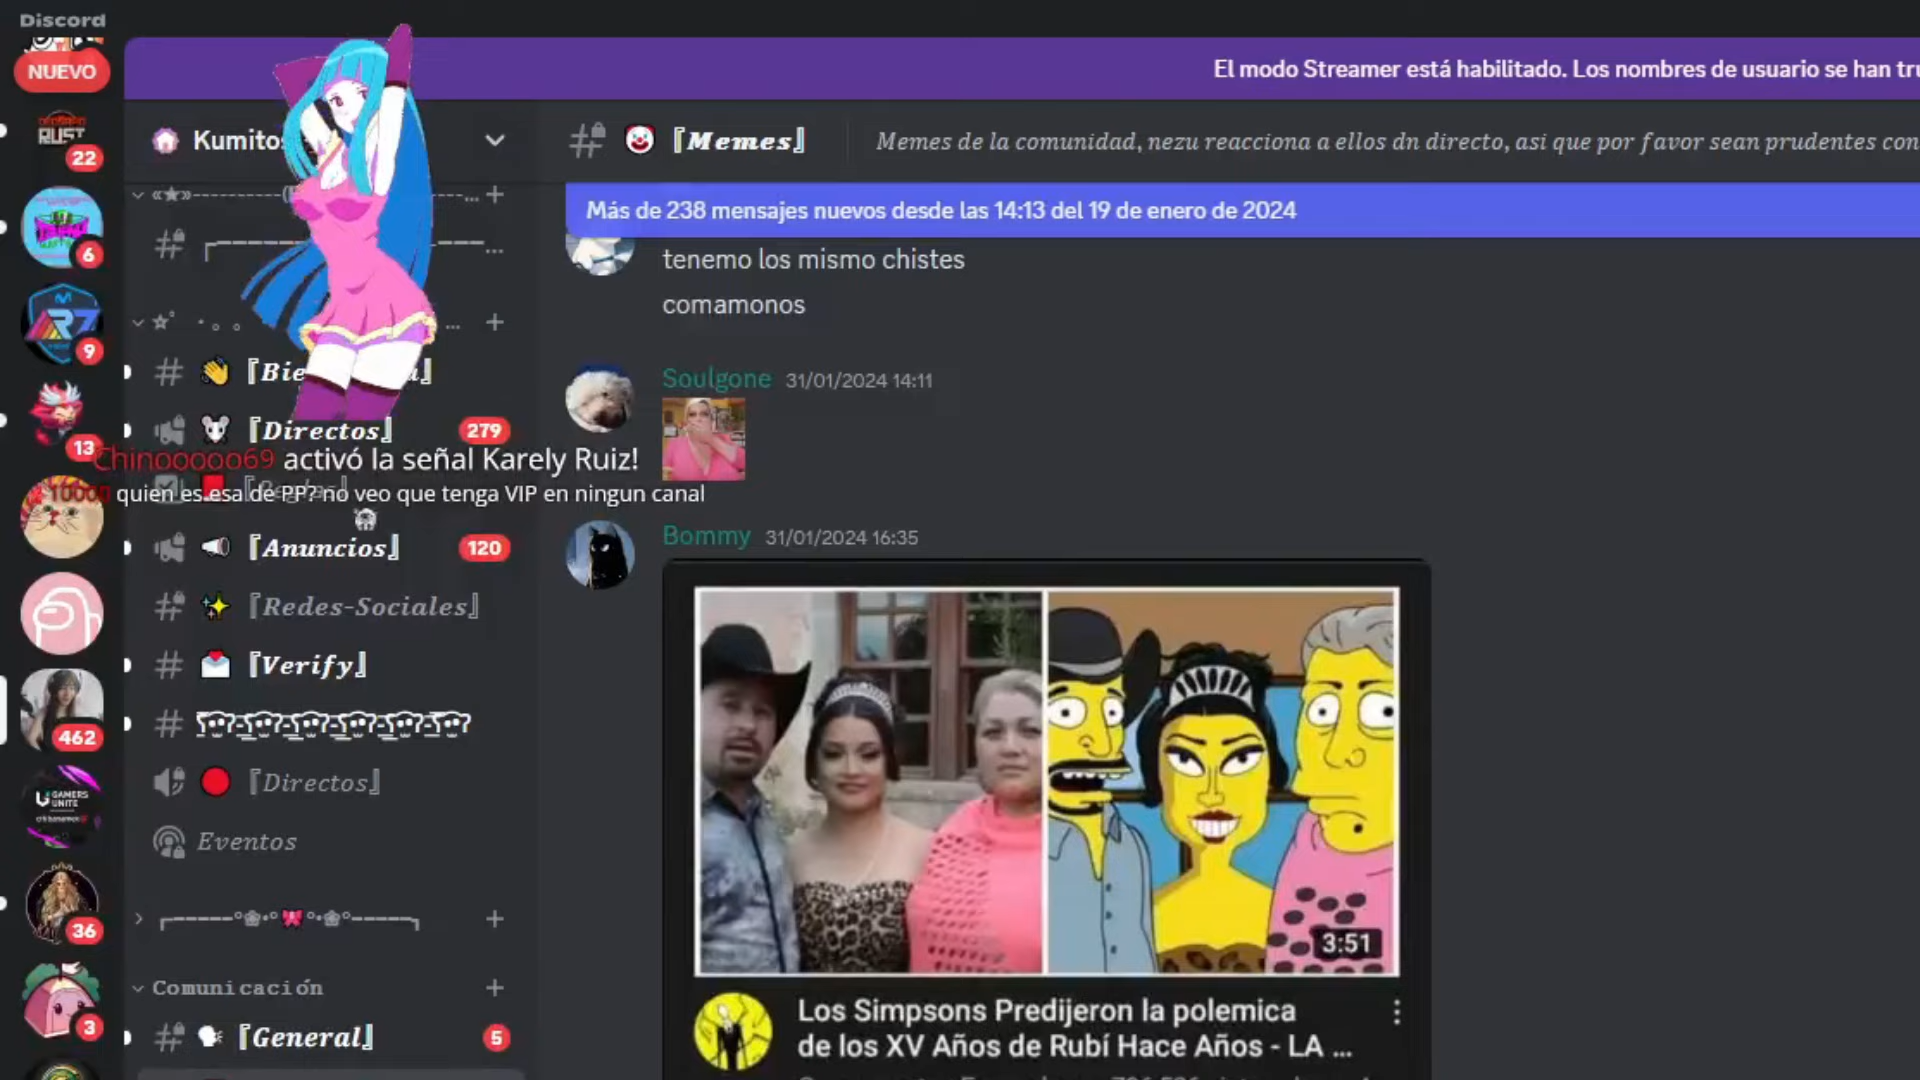 Discord
NUEVO
El modo Streamer está habilitado. Los nombres de usuario se han
RUST
22
6
R7
9
13
462
GAMERS
UNITE
36
3
Kumitos
『Memes』
Memes de la comunidad, nezu reacciona a ellos dn directo, asi que por favor sean prudentes con
『Directos』
279
Chinooooo69 activó la señal Karely Ruiz!
10000 quien es esa de PP? no veo que tenga VIP en ningun canal
『Anuncios』
120
『Redes-Sociales』
『Verify』
『Directos』
Eventos
Comunicación
『General』
5
Más de 238 mensajes nuevos desde las 14:13 del 19 de enero de 2024
tenemo los mismo chistes
comamonos
Soulgone 31/01/2024 14:11
Bommy 31/01/2024 16:35
3:51
Los Simpsons Predijeron la polemica
de los XV Años de Rubí Hace Años - LA ...